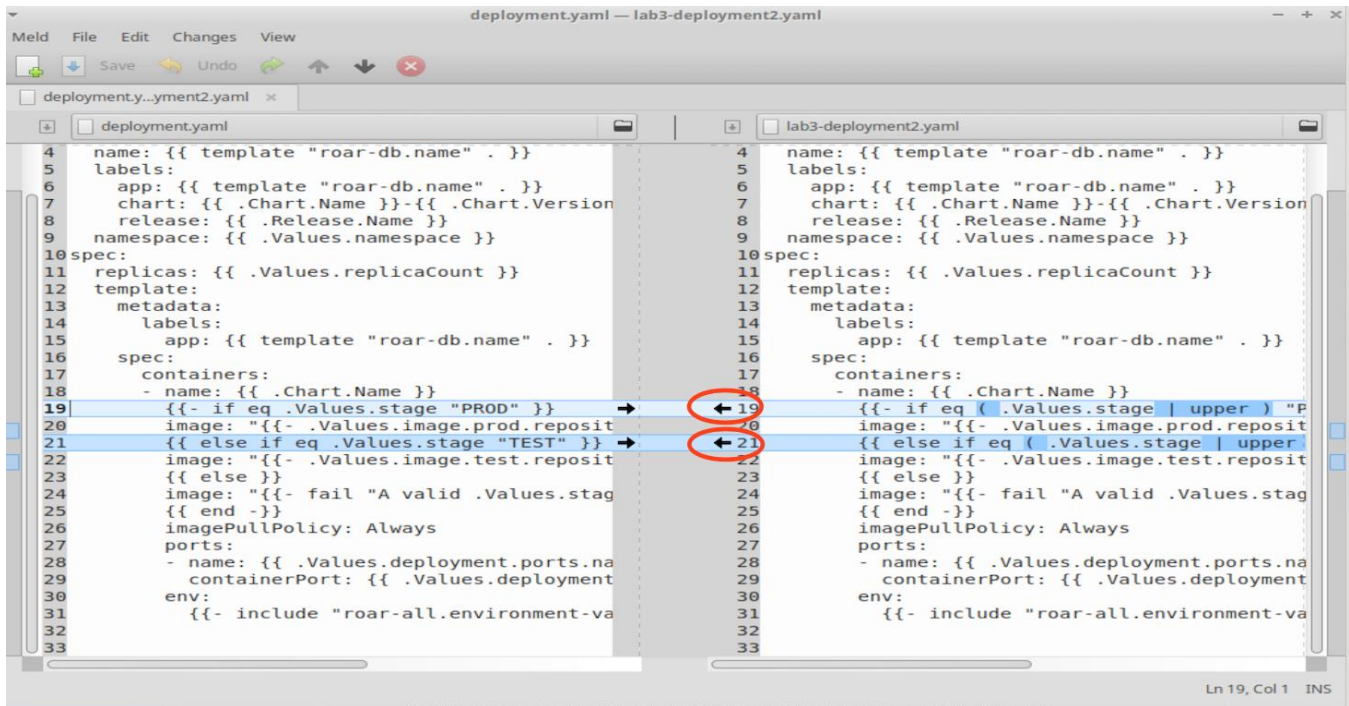 deployment.yaml — lab3-deployment2.yaml
Meld File Edit Changes View
Save Undo
deployment.y...yment2.yaml
deployment.yaml
4 name: {{ template "roar-db.name" . }}
5 labels:
6 app: {{ template "roar-db.name" . }}
7 chart: {{ .Chart.Name }}-{{ .Chart.Version
8 release: {{ .Release.Name }}
9 namespace: {{ .Values.namespace }}
10 spec:
11 replicas: {{ .Values.replicaCount }}
12 template:
13 metadata:
14 labels:
15 app: {{ template "roar-db.name" . }}
16 spec:
17 containers:
18 - name: {{ .Chart.Name }}
19 {{- if eq .Values.stage "PROD" }}
20 image: "{{- .Values.image.prod.reposit
21 {{ else if eq .Values.stage "TEST" }}
22 image: "{{- .Values.image.test.reposit
23 {{ else }}
24 image: "{{- fail "A valid .Values.stag
25 {{ end -}}
26 imagePullPolicy: Always
27 ports:
28 - name: {{ .Values.deployment.ports.na
29 containerPort: {{ .Values.deployment
30 env:
31 {{- include "roar-all.environment-va
32
33
lab3-deployment2.yaml
4 name: {{ template "roar-db.name" . }}
5 labels:
6 app: {{ template "roar-db.name" . }}
7 chart: {{ .Chart.Name }}-{{ .Chart.Version
8 release: {{ .Release.Name }}
9 namespace: {{ .Values.namespace }}
10 spec:
11 replicas: {{ .Values.replicaCount }}
12 template:
13 metadata:
14 labels:
15 app: {{ template "roar-db.name" . }}
16 spec:
17 containers:
18 - name: {{ .Chart.Name }}
19 {{- if eq ( .Values.stage | upper ) "P
20 image: "{{- .Values.image.prod.reposit
21 {{ else if eq ( .Values.stage | upper
22 image: "{{- .Values.image.test.reposit
23 {{ else }}
24 image: "{{- fail "A valid .Values.stag
25 {{ end -}}
26 imagePullPolicy: Always
27 ports:
28 - name: {{ .Values.deployment.ports.na
29 containerPort: {{ .Values.deployment
30 env:
31 {{- include "roar-all.environment-va
32
33
Ln 19, Col 1 INS